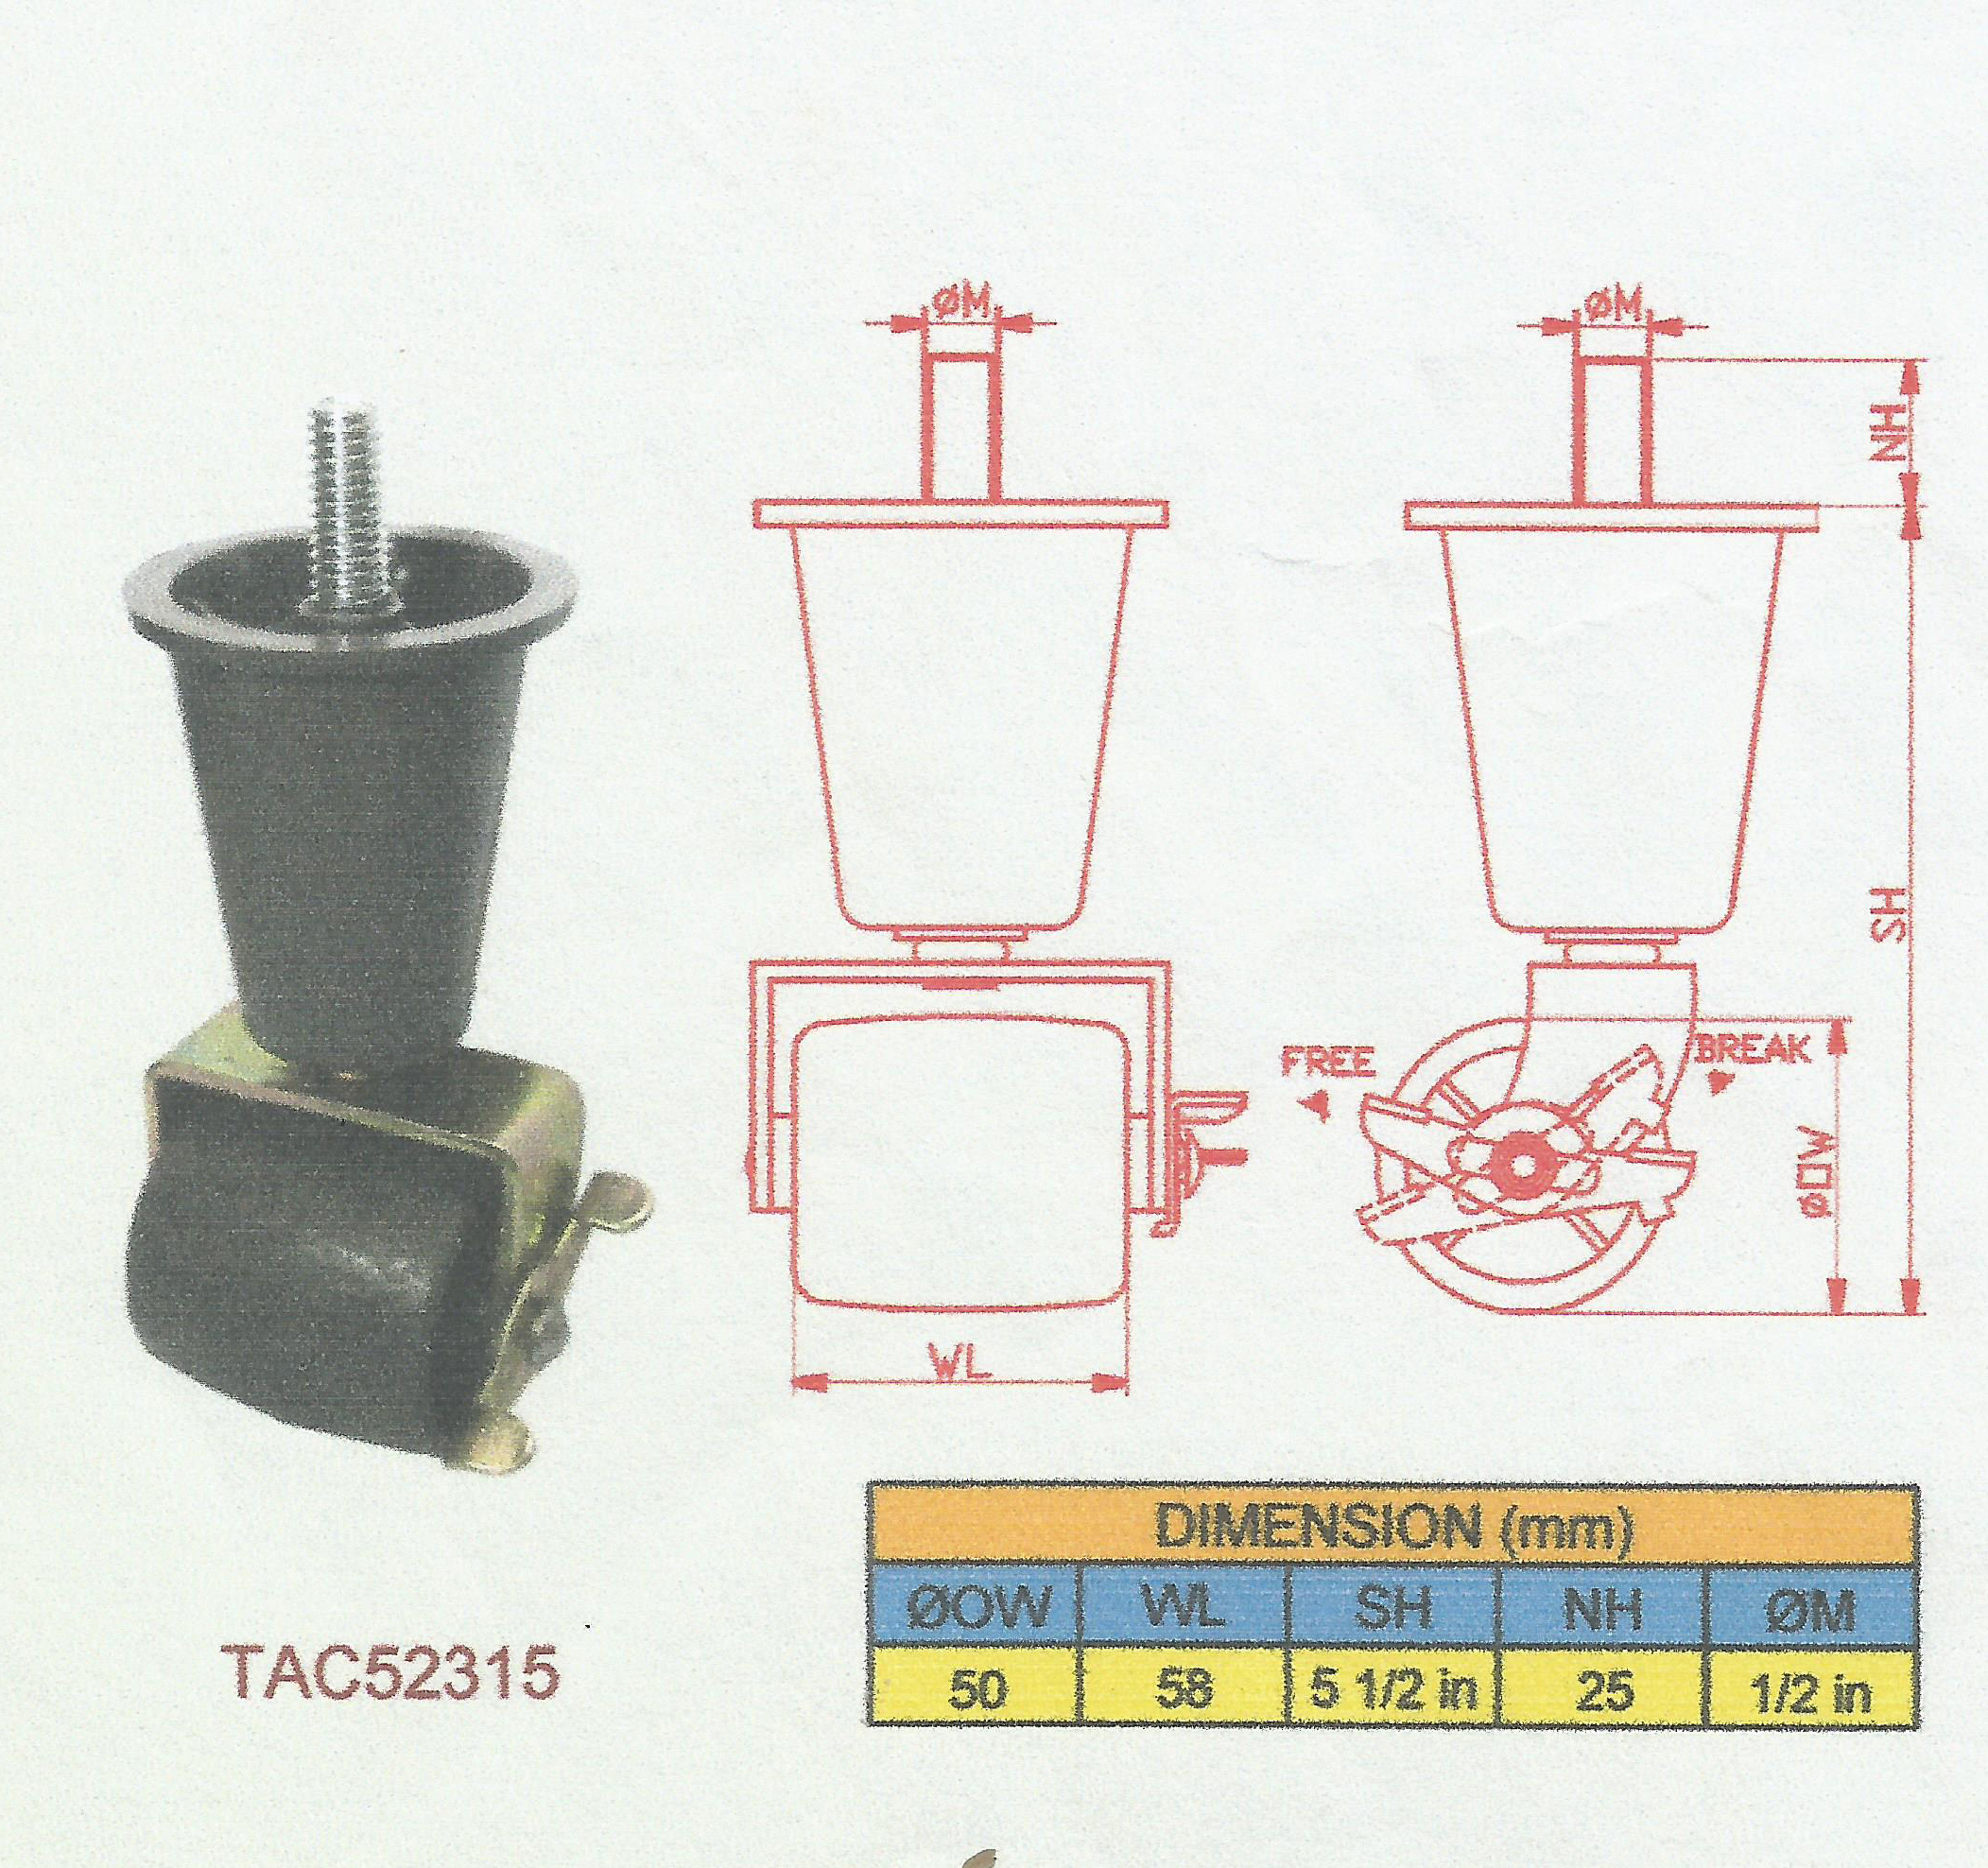 ØM
ØM
NH
SH
FREE
BREAK
ØOW
WL
DIMENSION (mm)
ØOW WL SH NH ØM
50 58 5 1/2 in 25 1/2 in
TAC52315